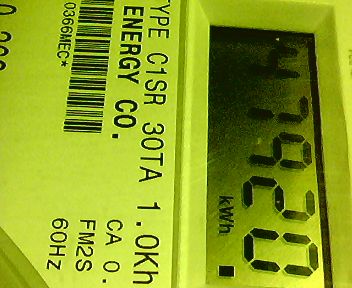 47920
kWh
TYPE C1SR 30TA 1.0Kh
ENERGY CO.
CA 0.
FM2S
0366MEC*
60HZ